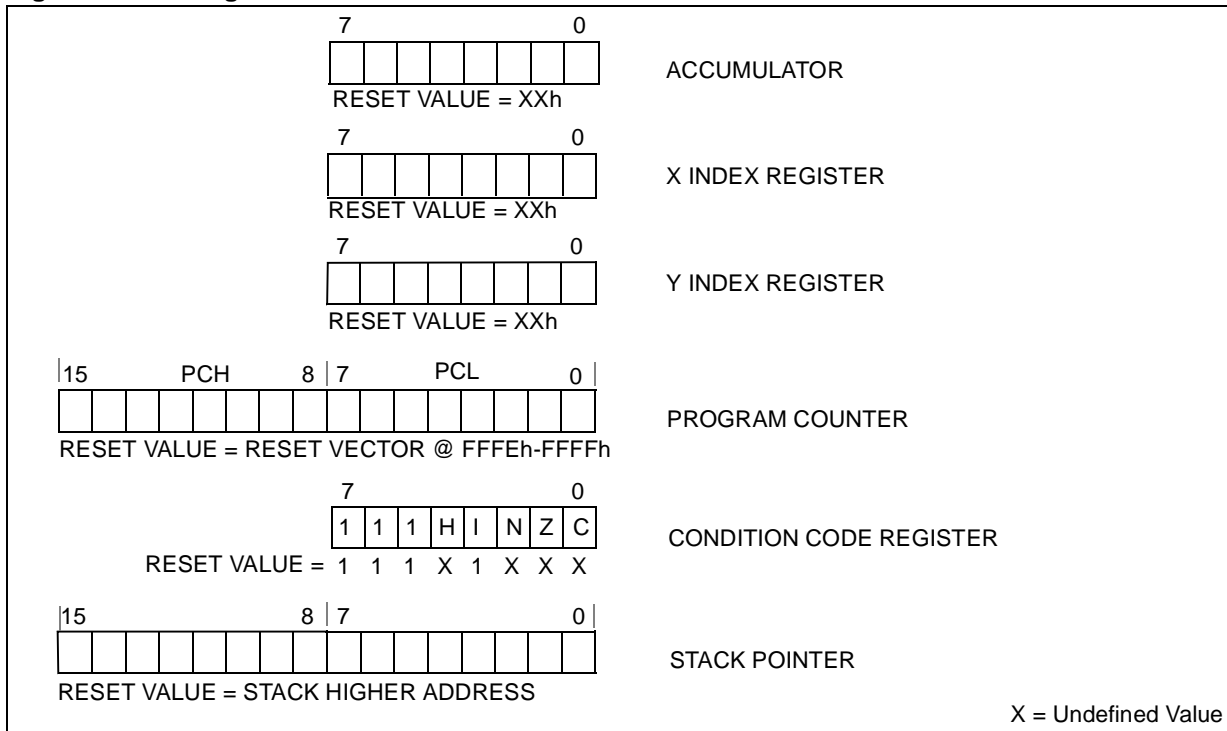 7 0
ACCUMULATOR
RESET VALUE = XXh
7 0
X INDEX REGISTER
RESET VALUE = XXh
7 0
Y INDEX REGISTER
RESET VALUE = XXh
15 PCH 8 7 PCL 0
PROGRAM COUNTER
RESET VALUE = RESET VECTOR @ FFFEh-FFFFh
7 0
1 1 1 H I N Z C
CONDITION CODE REGISTER
RESET VALUE = 1 1 1 X 1 X X X
15 8 7 0
STACK POINTER
RESET VALUE = STACK HIGHER ADDRESS
X = Undefined Value